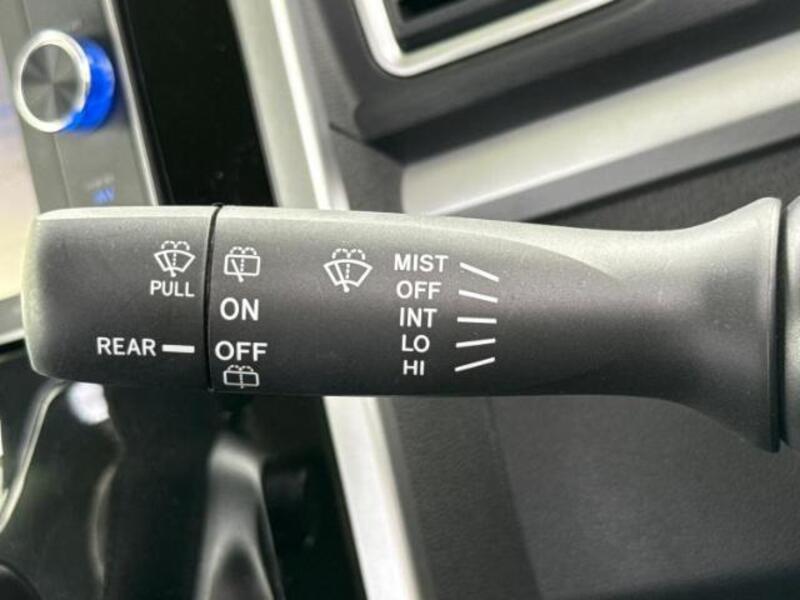 PULL
REAR
ON
OFF
MIST
OFF
INT
LO
HI